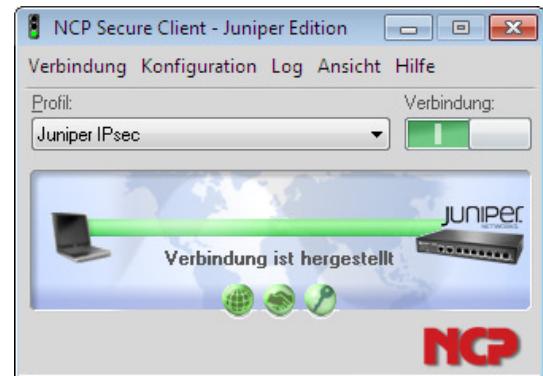 NCP Secure Client - Juniper Edition
Verbindung Konfiguration Log Ansicht Hilfe
Profil: Verbindung:
Juniper IPsec
JUNIPER
NETWORKS
Verbindung ist hergestellt
NCP